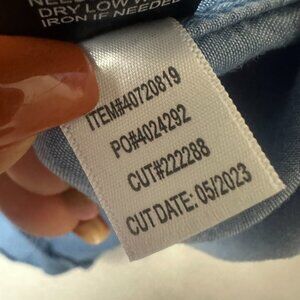 DRY LOW
IRON IF NEEDED
ITEM#40720819
PO#4024292
CUT#222288
CUT DATE: 05/2023